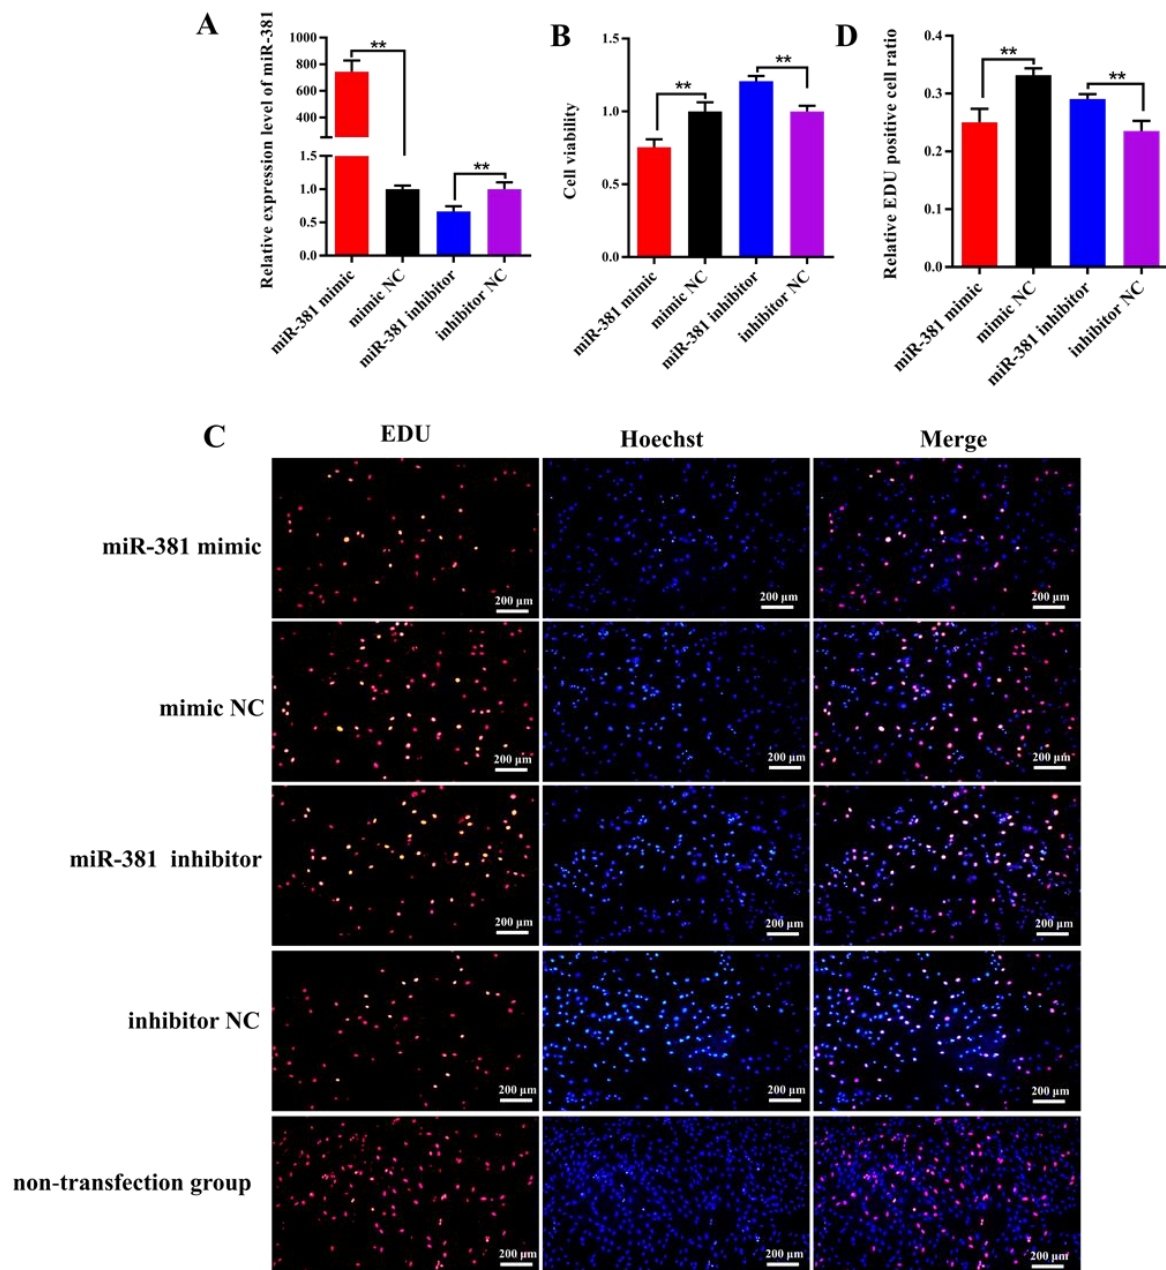 A
Relative expression level of miR-381
1000
800
600
400
1.5
1.0
0.5
0.0
**
**
miR-381 mimic
mimic NC
miR-381 inhibitor
inhibitor NC
B
Cell viability
1.5
1.0
0.5
0.0
**
**
miR-381 mimic
mimic NC
miR-381 inhibitor
inhibitor NC
D
Relative EDU positive cell ratio
0.4
0.3
0.2
0.1
0.0
**
**
miR-381 mimic
mimic NC
miR-381 inhibitor
inhibitor NC
C
EDU
Hoechst
Merge
miR-381 mimic
200 µm
200 µm
200 µm
mimic NC
200 µm
200 µm
200 µm
miR-381 inhibitor
200 µm
200 µm
200 µm
inhibitor NC
200 µm
200 µm
200 µm
non-transfection group
200 µm
200 µm
200 µm